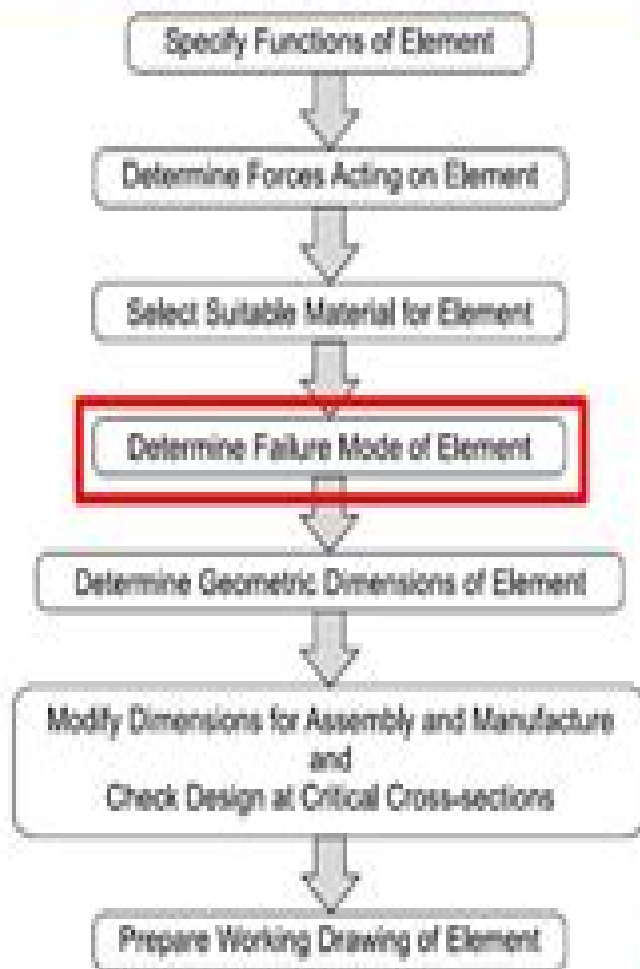 Specify Functions of Element
Determine Forces Acting on Element
Select Suitable Material for Element
Determine Failure Mode of Element
Determine Geometric Dimensions of Element
Modify Dimensions for Assembly and Manufacture
and
Check Design at Critical Cross-sections
Prepare Working Drawing of Element